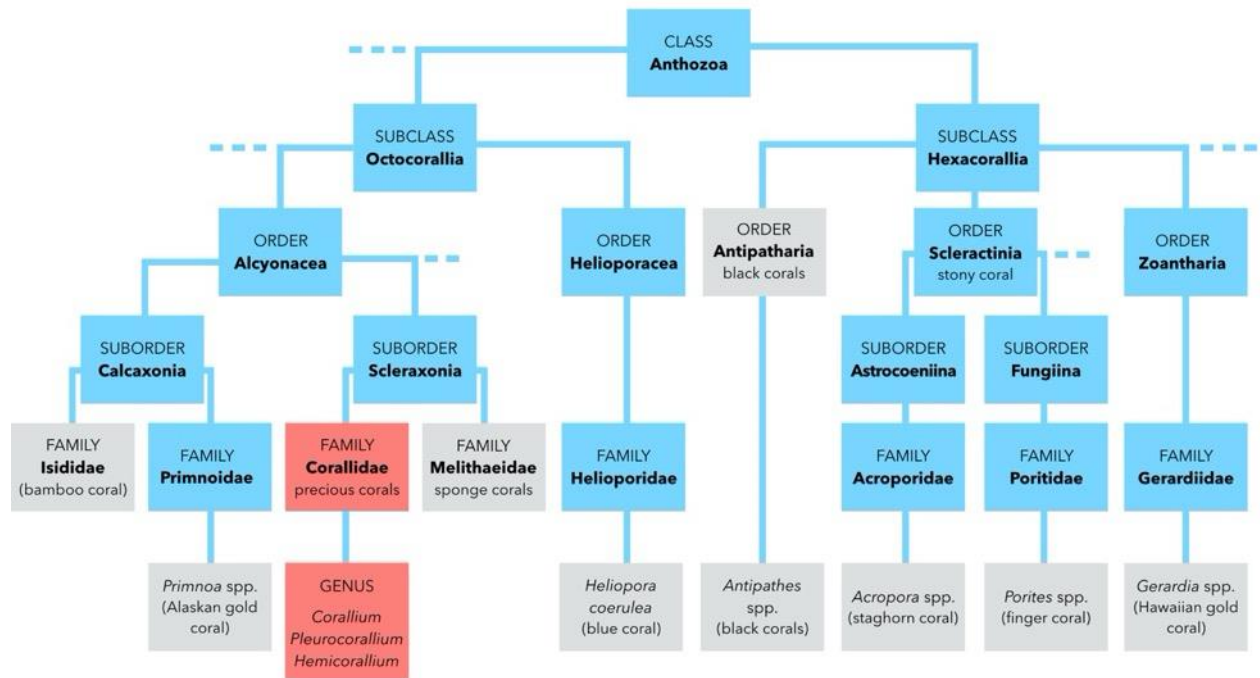 CLASS
Anthozoa
SUBCLASS
Octocorallia
SUBCLASS
Hexacorallia
ORDER
Alcyonacea
ORDER
Helioporacea
ORDER
Antipatharia
black corals
ORDER
Scleractinia
stony coral
ORDER
Zoantharia
SUBORDER
Calcaxonia
SUBORDER
Scleraxonia
SUBORDER
Astrocoeniina
SUBORDER
Fungiina
FAMILY
Isididae
(bamboo coral)
FAMILY
Primnoidae
FAMILY
Corallidae
precious corals
FAMILY
Melithaeidae
sponge corals
FAMILY
Helioporidae
FAMILY
Acroporidae
FAMILY
Poritidae
FAMILY
Gerardiidae
Primnoa spp.
(Alaskan gold
coral)
GENUS
Corallium
Pleurocorallium
Hemicorallium
Heliopora
coerulea
(blue coral)
Antipathes
spp.
(black corals)
Acropora spp.
(staghorn coral)
Porites spp.
(finger coral)
Gerardia spp.
(Hawaiian gold
coral)